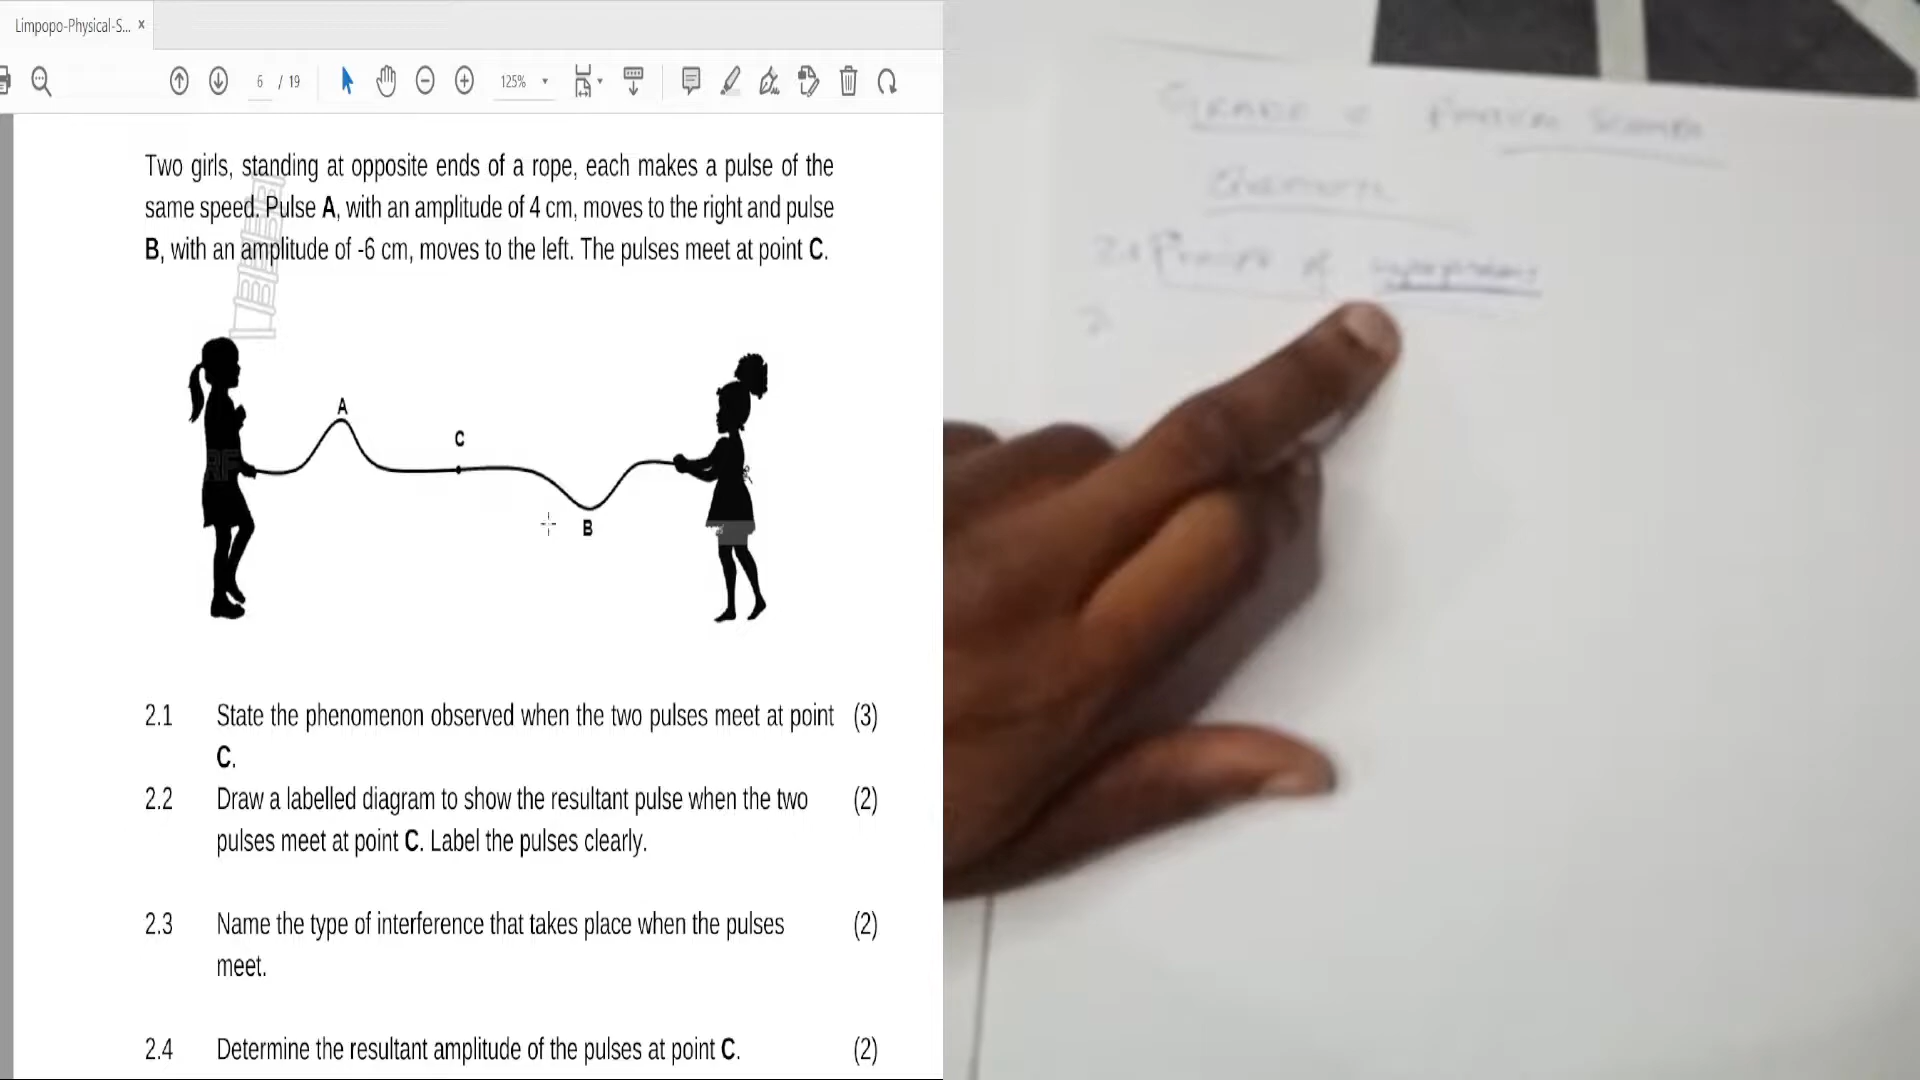 Limpopo-Physical-S... ×
6 / 19
125%
Two girls, standing at opposite ends of a rope, each makes a pulse of the
same speed. Pulse A, with an amplitude of 4 cm, moves to the right and pulse
B, with an amplitude of -6 cm, moves to the left. The pulses meet at point C.
A
C
B
2.1 State the phenomenon observed when the two pulses meet at point (3)
C.
2.2 Draw a labelled diagram to show the resultant pulse when the two (2)
pulses meet at point C. Label the pulses clearly.
2.3 Name the type of interference that takes place when the pulses (2)
meet.
2.4 Determine the resultant amplitude of the pulses at point C. (2)
2.1 of
2